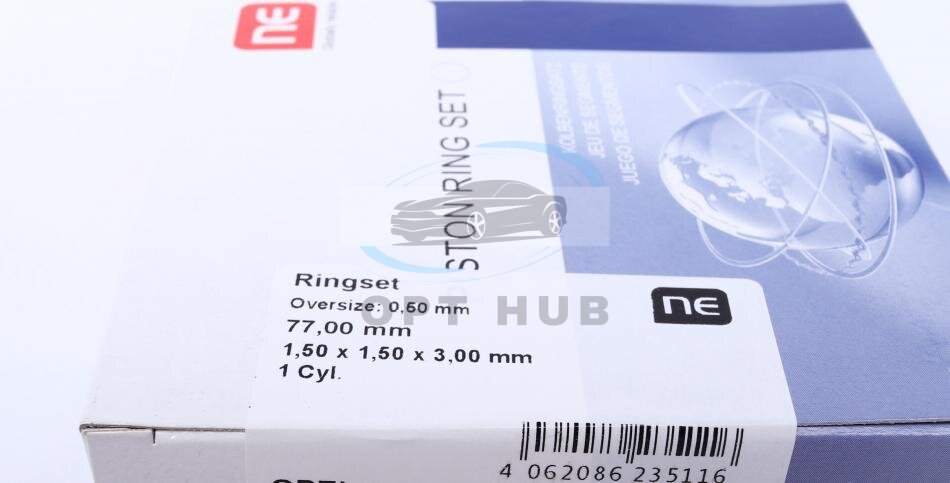 ne
PISTON RING SET
KOLBENRINGSATZ
JEU DE SEGMENTS
JUEGO DE SEGMENTOS
OPT HUB
Ringset
Oversize: 0,50 mm
77,00 mm
1,50 x 1,50 x 3,00 mm
1 Cyl.
ne
4 062086 235116